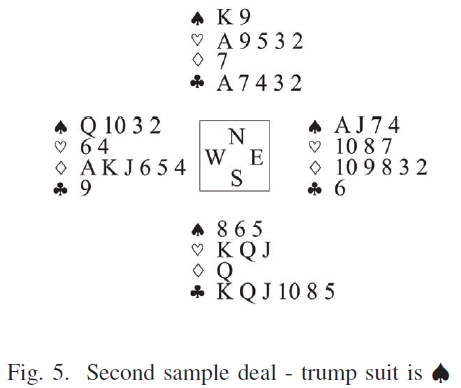 ♠ K 9
♡ A 9 5 3 2
♢ 7
♣ A 7 4 3 2
♠ Q 10 3 2
♡ 6 4
♢ A K J 6 5 4
♣ 9
N
W E
S
♠ A J 7 4
♡ 10 8 7
♢ 10 9 8 3 2
♣ 6
♠ 8 6 5
♡ K Q J
♢ Q
♣ K Q J 10 8 5
Fig. 5. Second sample deal - trump suit is ♠